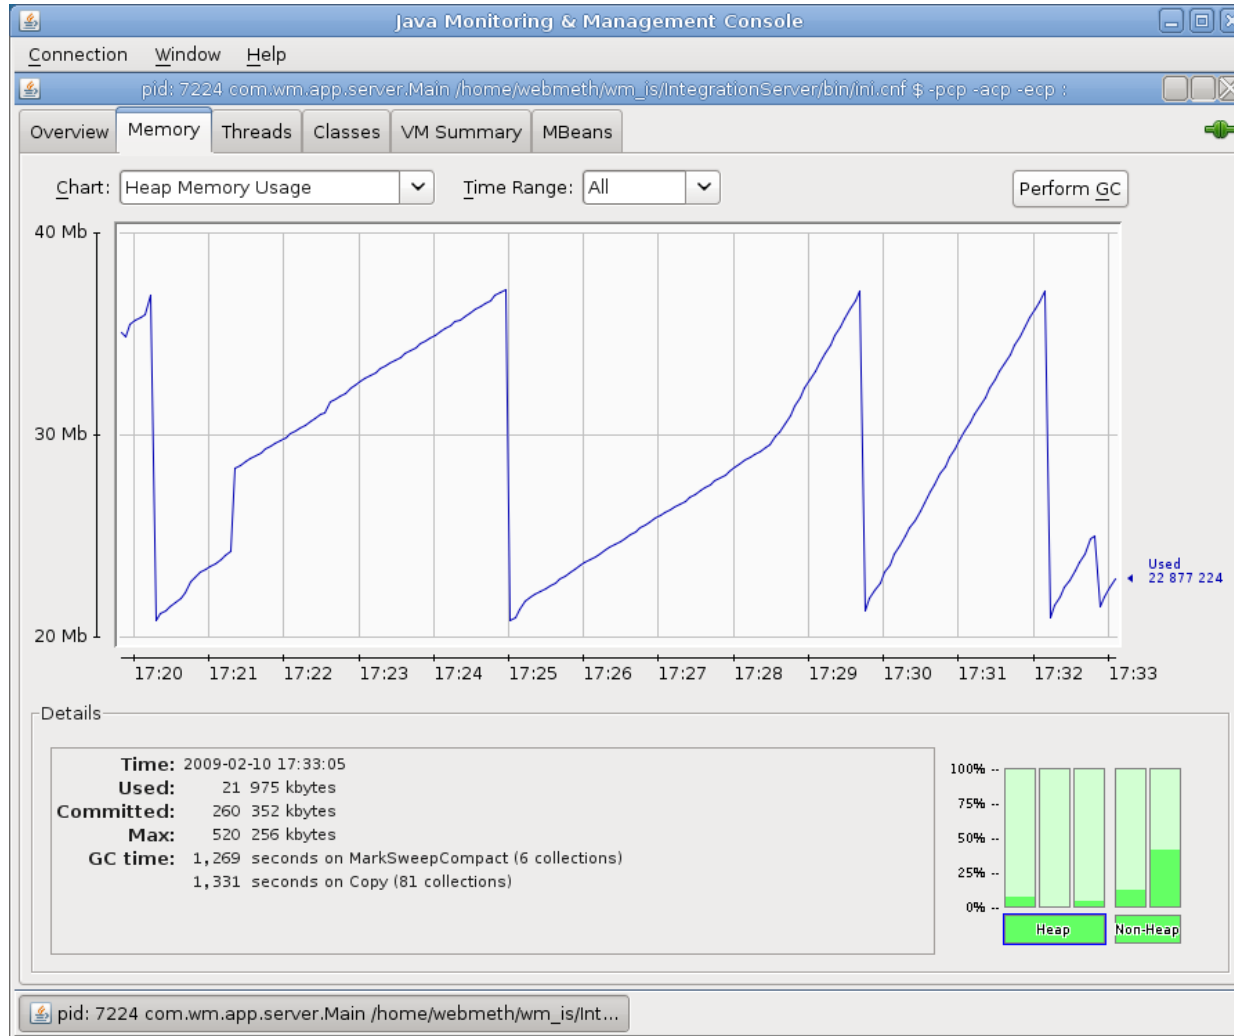 Java Monitoring & Management Console
Connection Window Help
pid: 7224 com.wm.app.server.Main /home/webmeth/wm_is/IntegrationServer/bin/ini.cnf $ -pcp -acp -ecp :
Overview Memory Threads Classes VM Summary MBeans
Chart: Heap Memory Usage Time Range: All Perform GC
40 Mb
30 Mb
20 Mb
Used
22 877 224
17:20 17:21 17:22 17:23 17:24 17:25 17:26 17:27 17:28 17:29 17:30 17:31 17:32 17:33
Details
Time: 2009-02-10 17:33:05
Used: 21 975 kbytes
Committed: 260 352 kbytes
Max: 520 256 kbytes
GC time: 1,269 seconds on MarkSweepCompact (6 collections)
1,331 seconds on Copy (81 collections)
100% --
75% --
50% --
25% --
0% --
Heap Non-Heap
pid: 7224 com.wm.app.server.Main /home/webmeth/wm_is/Int...